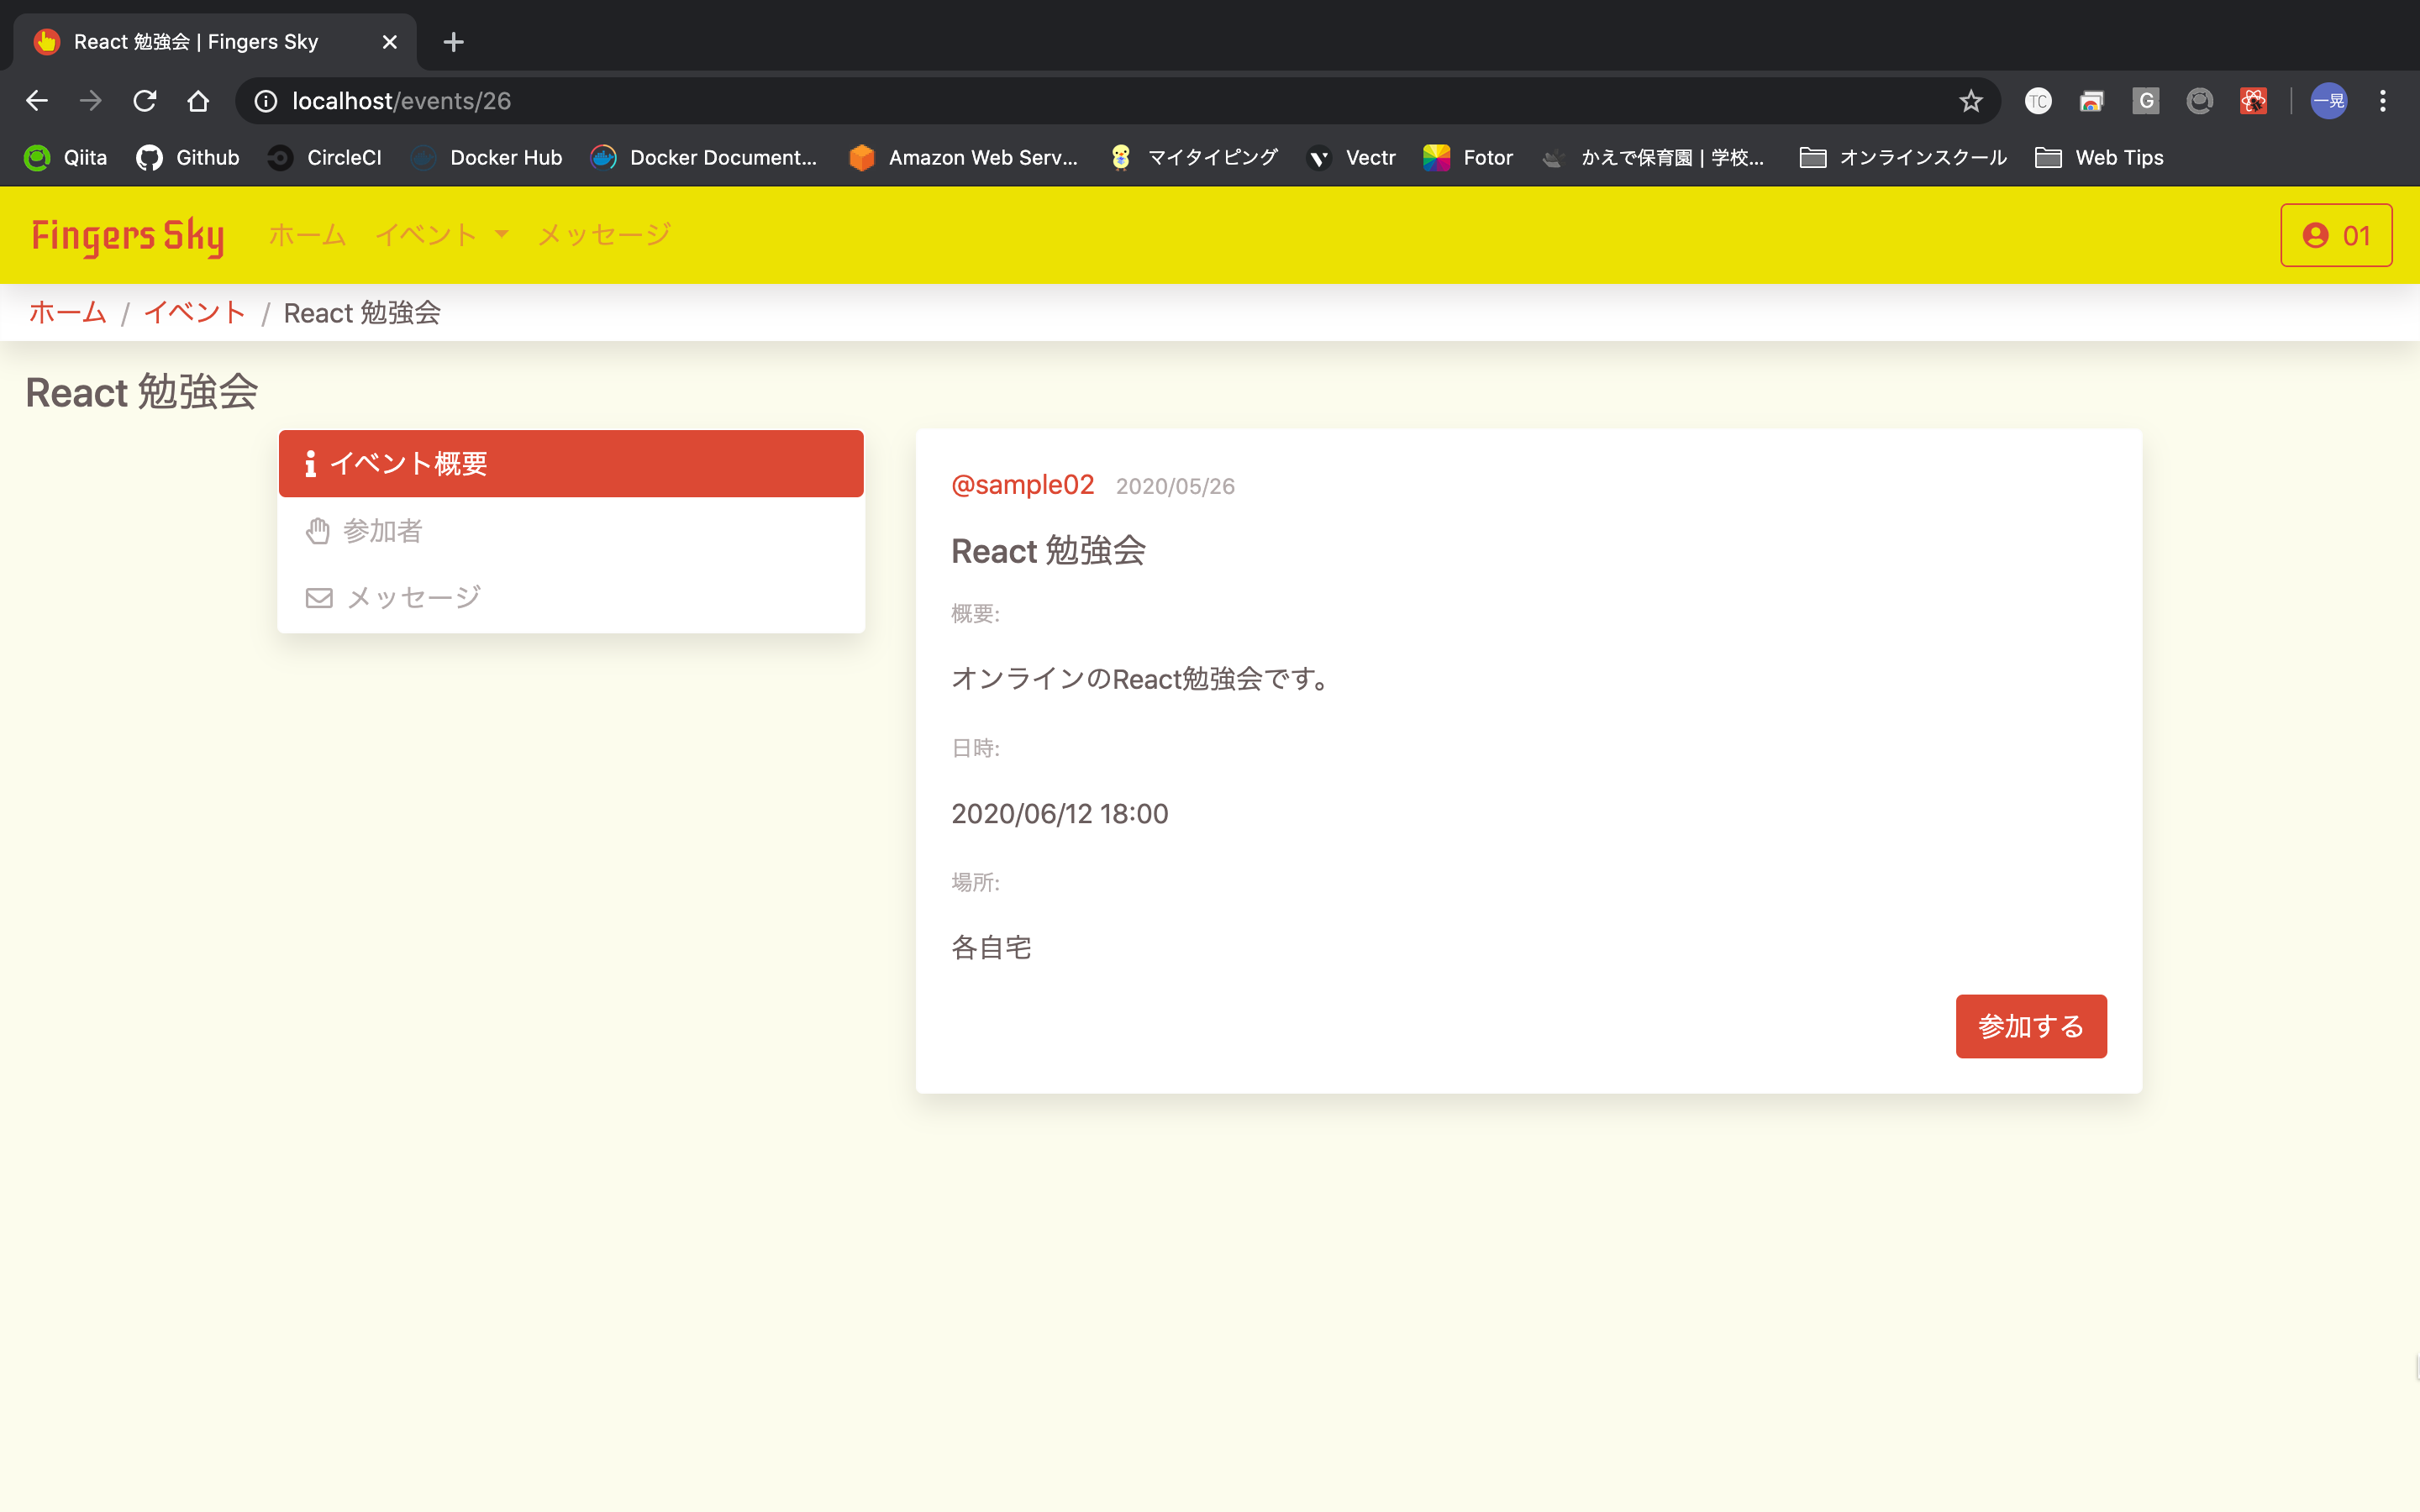 React 勉強会 | Fingers Sky
localhost/events/26
TC
G
一晃
Qiita Github CircleCI Docker Hub Docker Document... Amazon Web Serv... マイタイピング Vectr Fotor かえで保育園 | 学校... オンラインスクール Web Tips
Fingers Sky ホーム イベント メッセージ 01
ホーム / イベント / React 勉強会
React 勉強会
イベント概要
参加者
メッセージ
@sample02 2020/05/26
React 勉強会
概要:
オンラインのReact勉強会です。
日時:
2020/06/12 18:00
場所:
各自宅
参加する